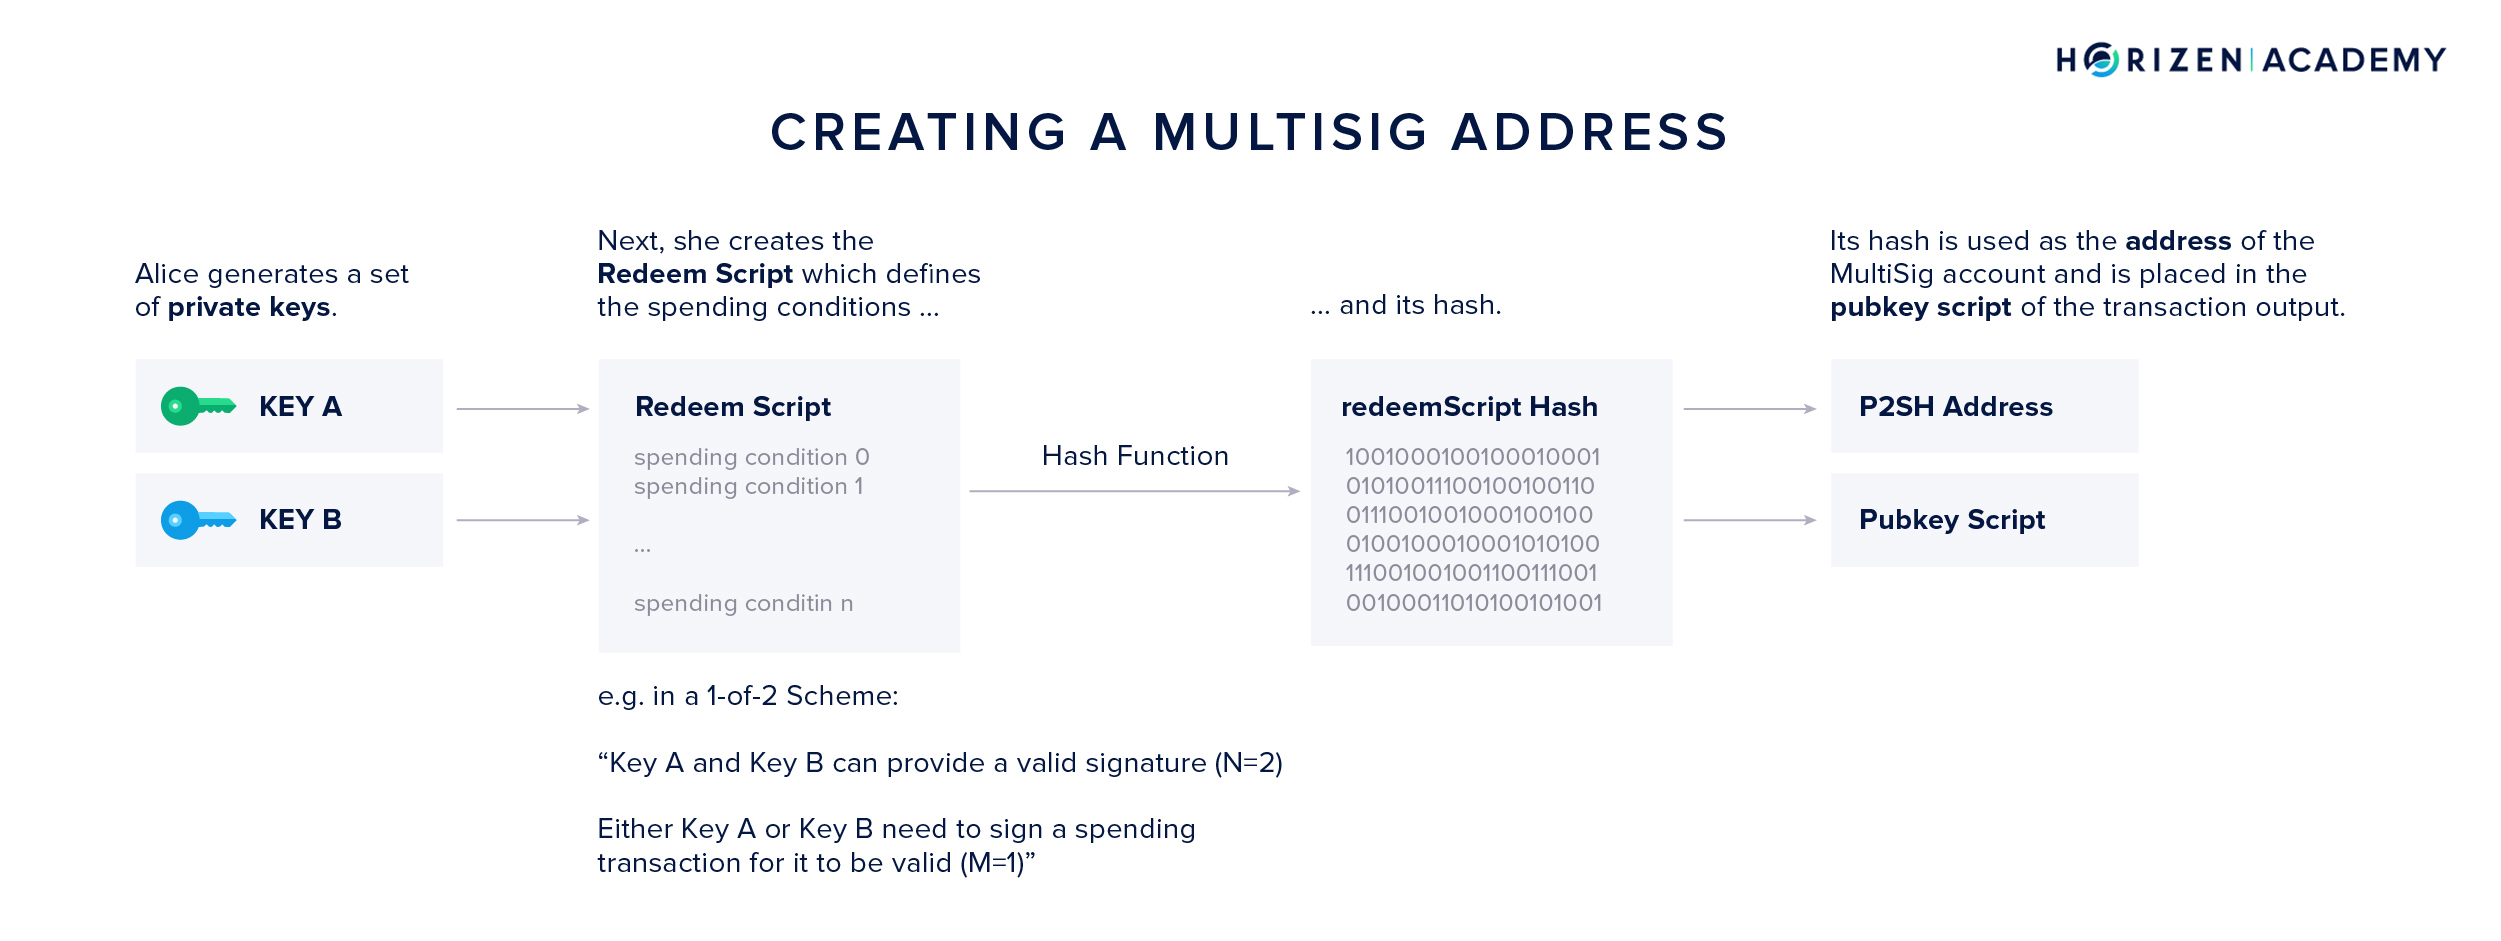 HORIZEN | ACADEMY
CREATING A MULTISIG ADDRESS
Alice generates a set
of private keys.
KEY A
KEY B
Next, she creates the
Redeem Script which defines
the spending conditions ...
Redeem Script
spending condition 0
spending condition 1
...
spending conditin n
e.g. in a 1-of-2 Scheme:
“Key A and Key B can provide a valid signature (N=2)
Either Key A or Key B need to sign a spending
transaction for it to be valid (M=1)”
Hash Function
... and its hash.
redeemScript Hash
1001000100100010001
01010011100100100110
0111001001000100100
0100100010001010100
111001001001100111001
00100011010100101001
Its hash is used as the address of the
MultiSig account and is placed in the
pubkey script of the transaction output.
P2SH Address
Pubkey Script